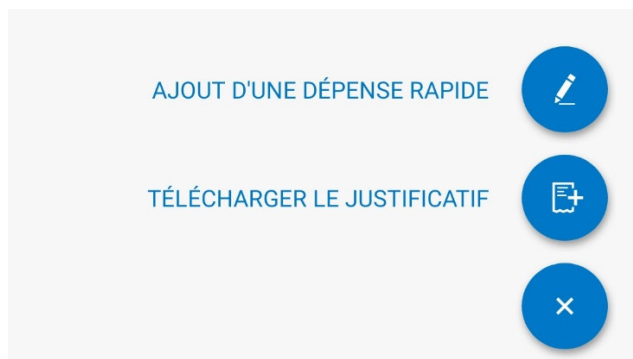 AJOUT D'UNE DÉPENSE RAPIDE
TÉLÉCHARGER LE JUSTIFICATIF